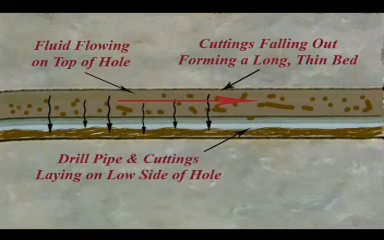 Fluid Flowing
on Top of Hole
Cuttings Falling Out
Forming a Long, Thin Bed
Drill Pipe & Cuttings
Laying on Low Side of Hole